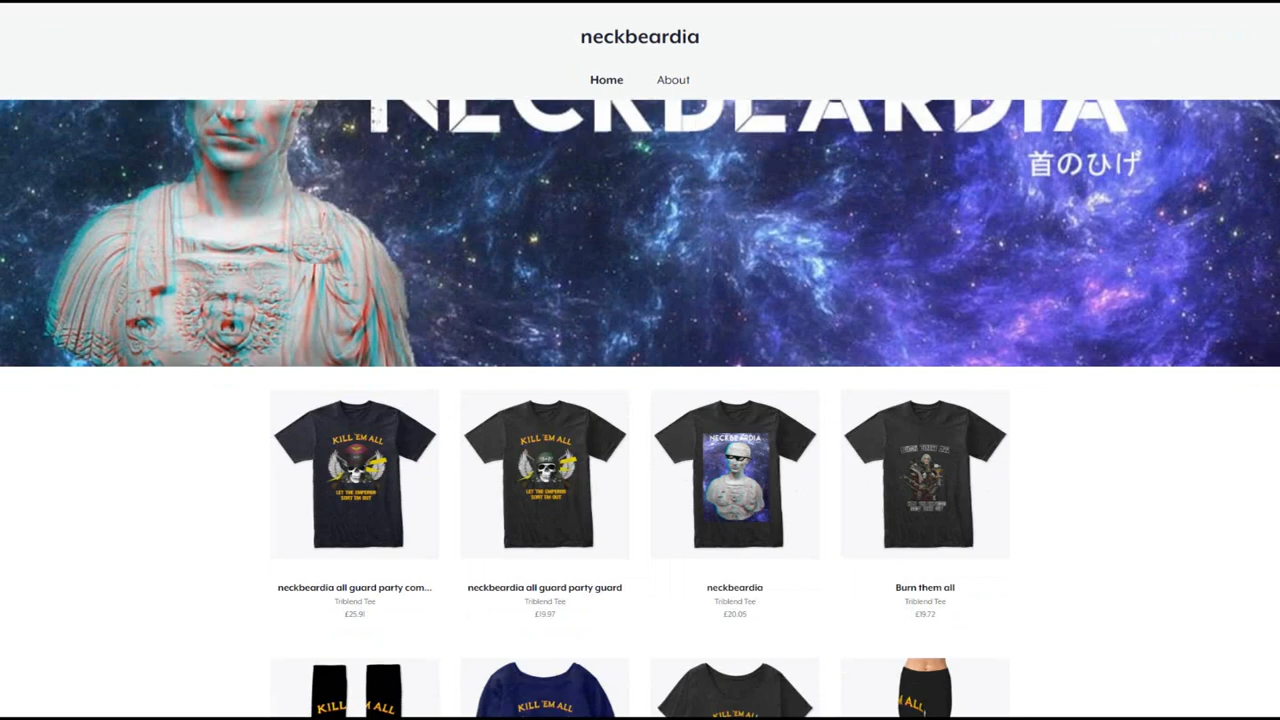 neckbeardia
Home About
NECKBEARDIA
首のひげ
KILL 'EM ALL
LET THE EMPEROR
SORT 'EM OUT
KILL 'EM ALL
LET THE EMPEROR
SORT 'EM OUT
NECKBEARDIA
BURN THEM ALL
neckbeardia all guard party com...
Triblend Tee
£25.91
neckbeardia all guard party guard
Triblend Tee
£19.97
neckbeardia
Triblend Tee
£20.05
Burn them all
Triblend Tee
£19.72
KILL 'EM ALL
KILL 'EM ALL
KILL 'EM ALL